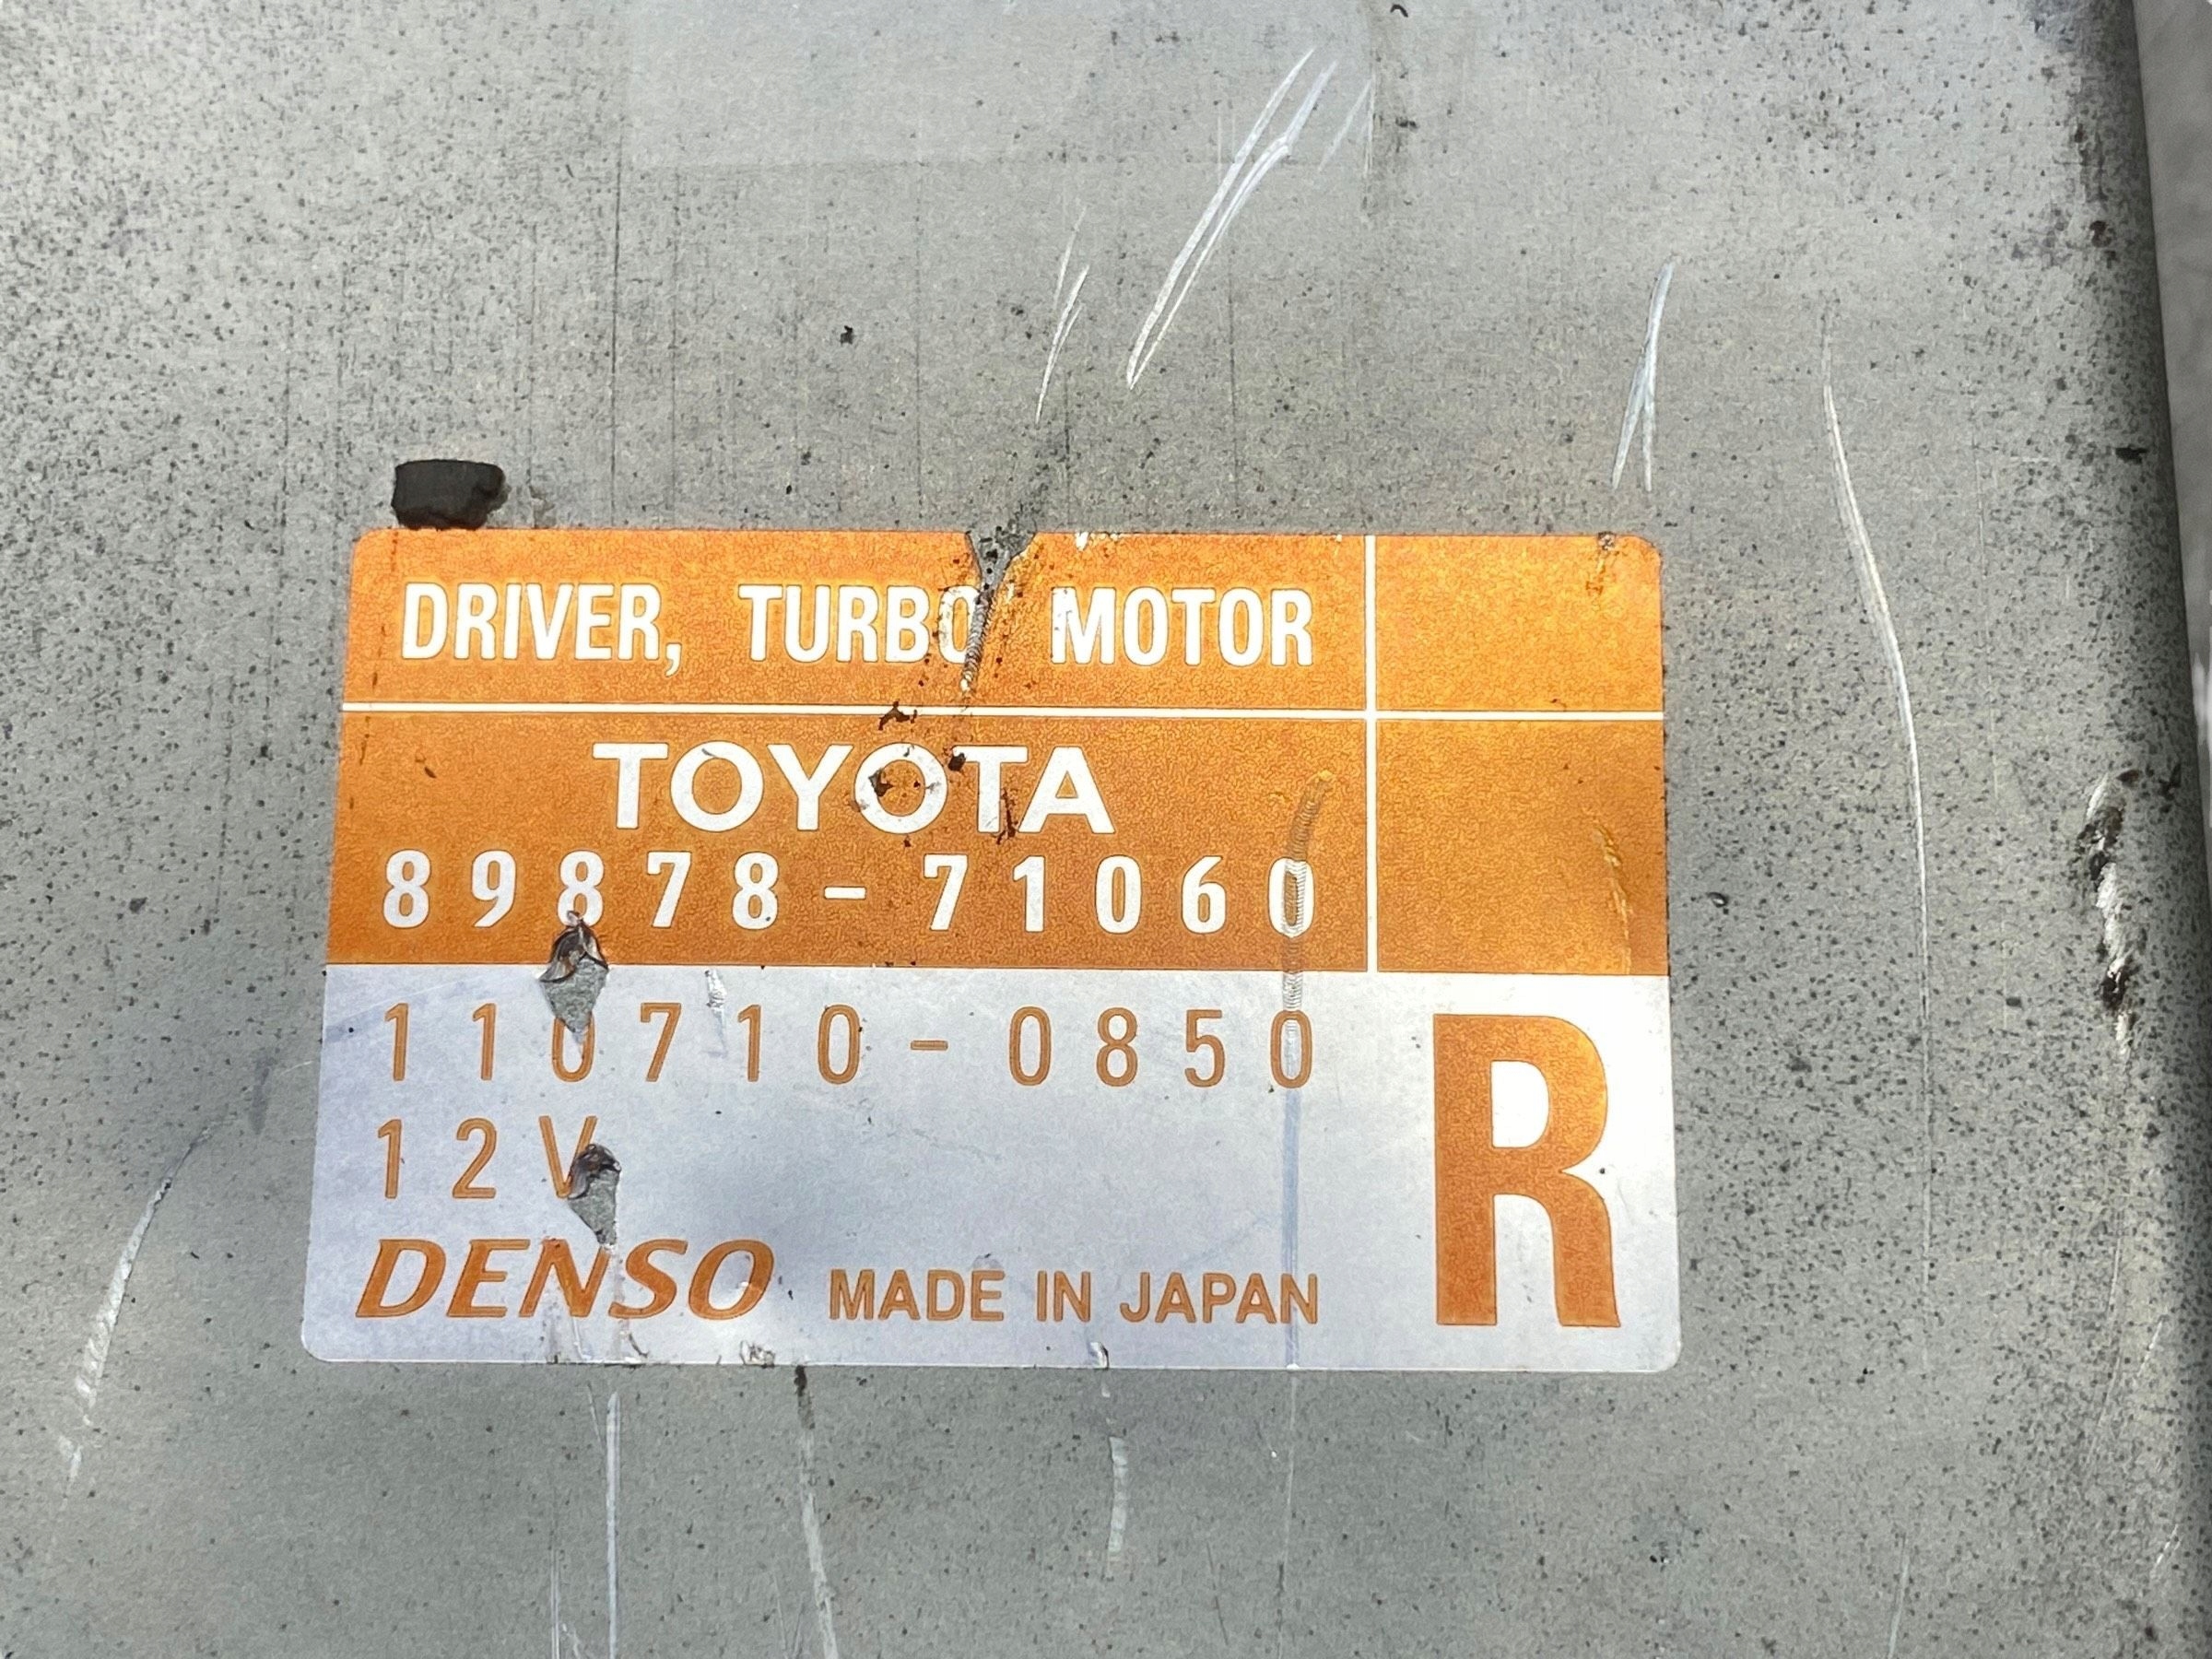 DRIVER, TURBO MOTOR
TOYOTA
89878-71060
110710-0850
12V
R
DENSO MADE IN JAPAN